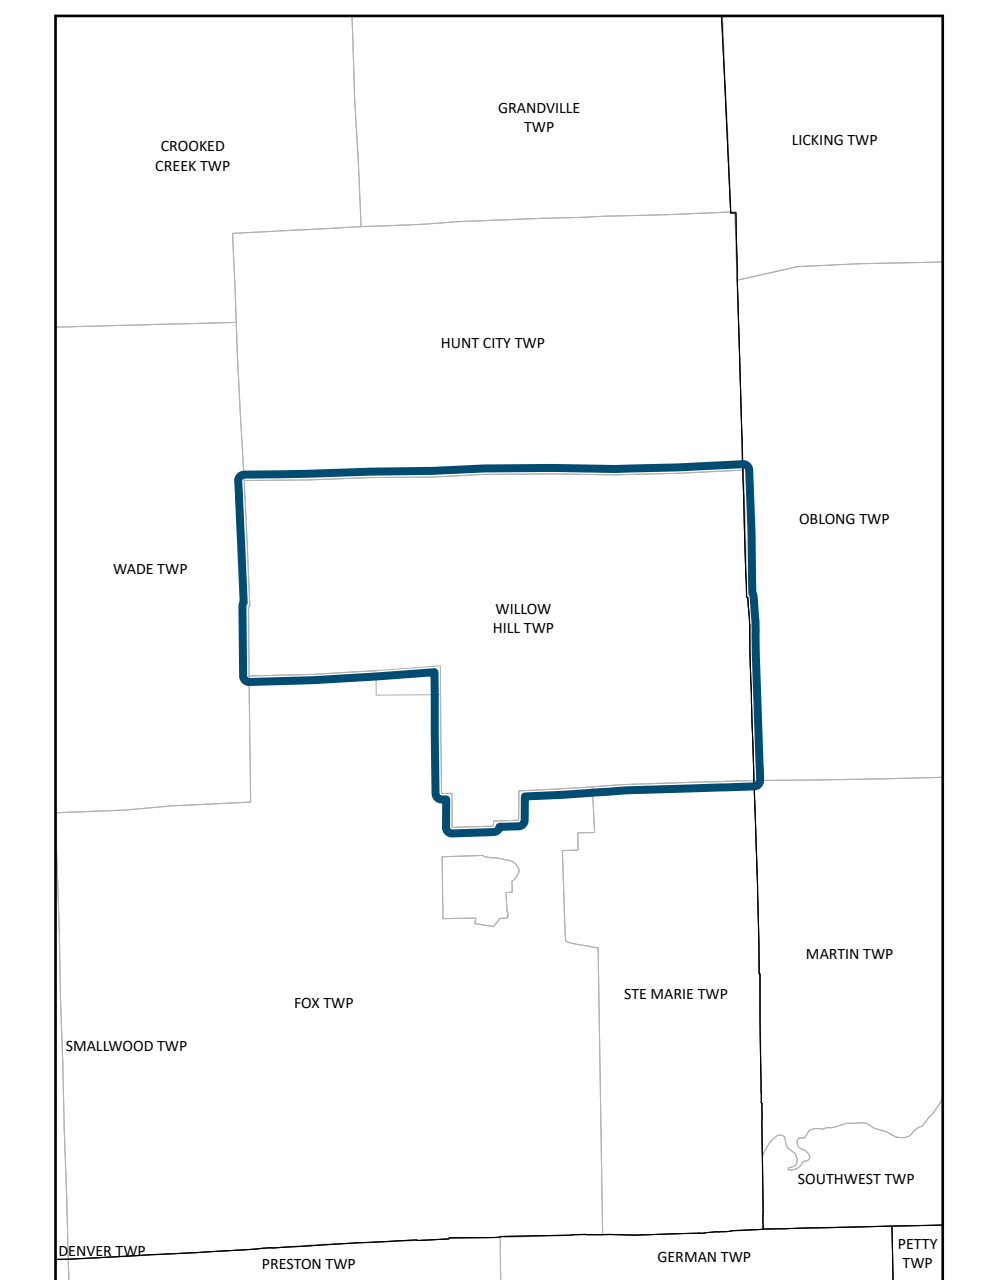 GRANDVILLE
TWP
LICKING TWP
CROOKED
CREEK TWP
HUNT CITY TWP
OBLONG TWP
WADE TWP
WILLOW
HILL TWP
MARTIN TWP
STE MARIE TWP
FOX TWP
SMALLWOOD TWP
SOUTHWEST TWP
DENVER TWP
PRESTON TWP
GERMAN TWP
PETTY
TWP